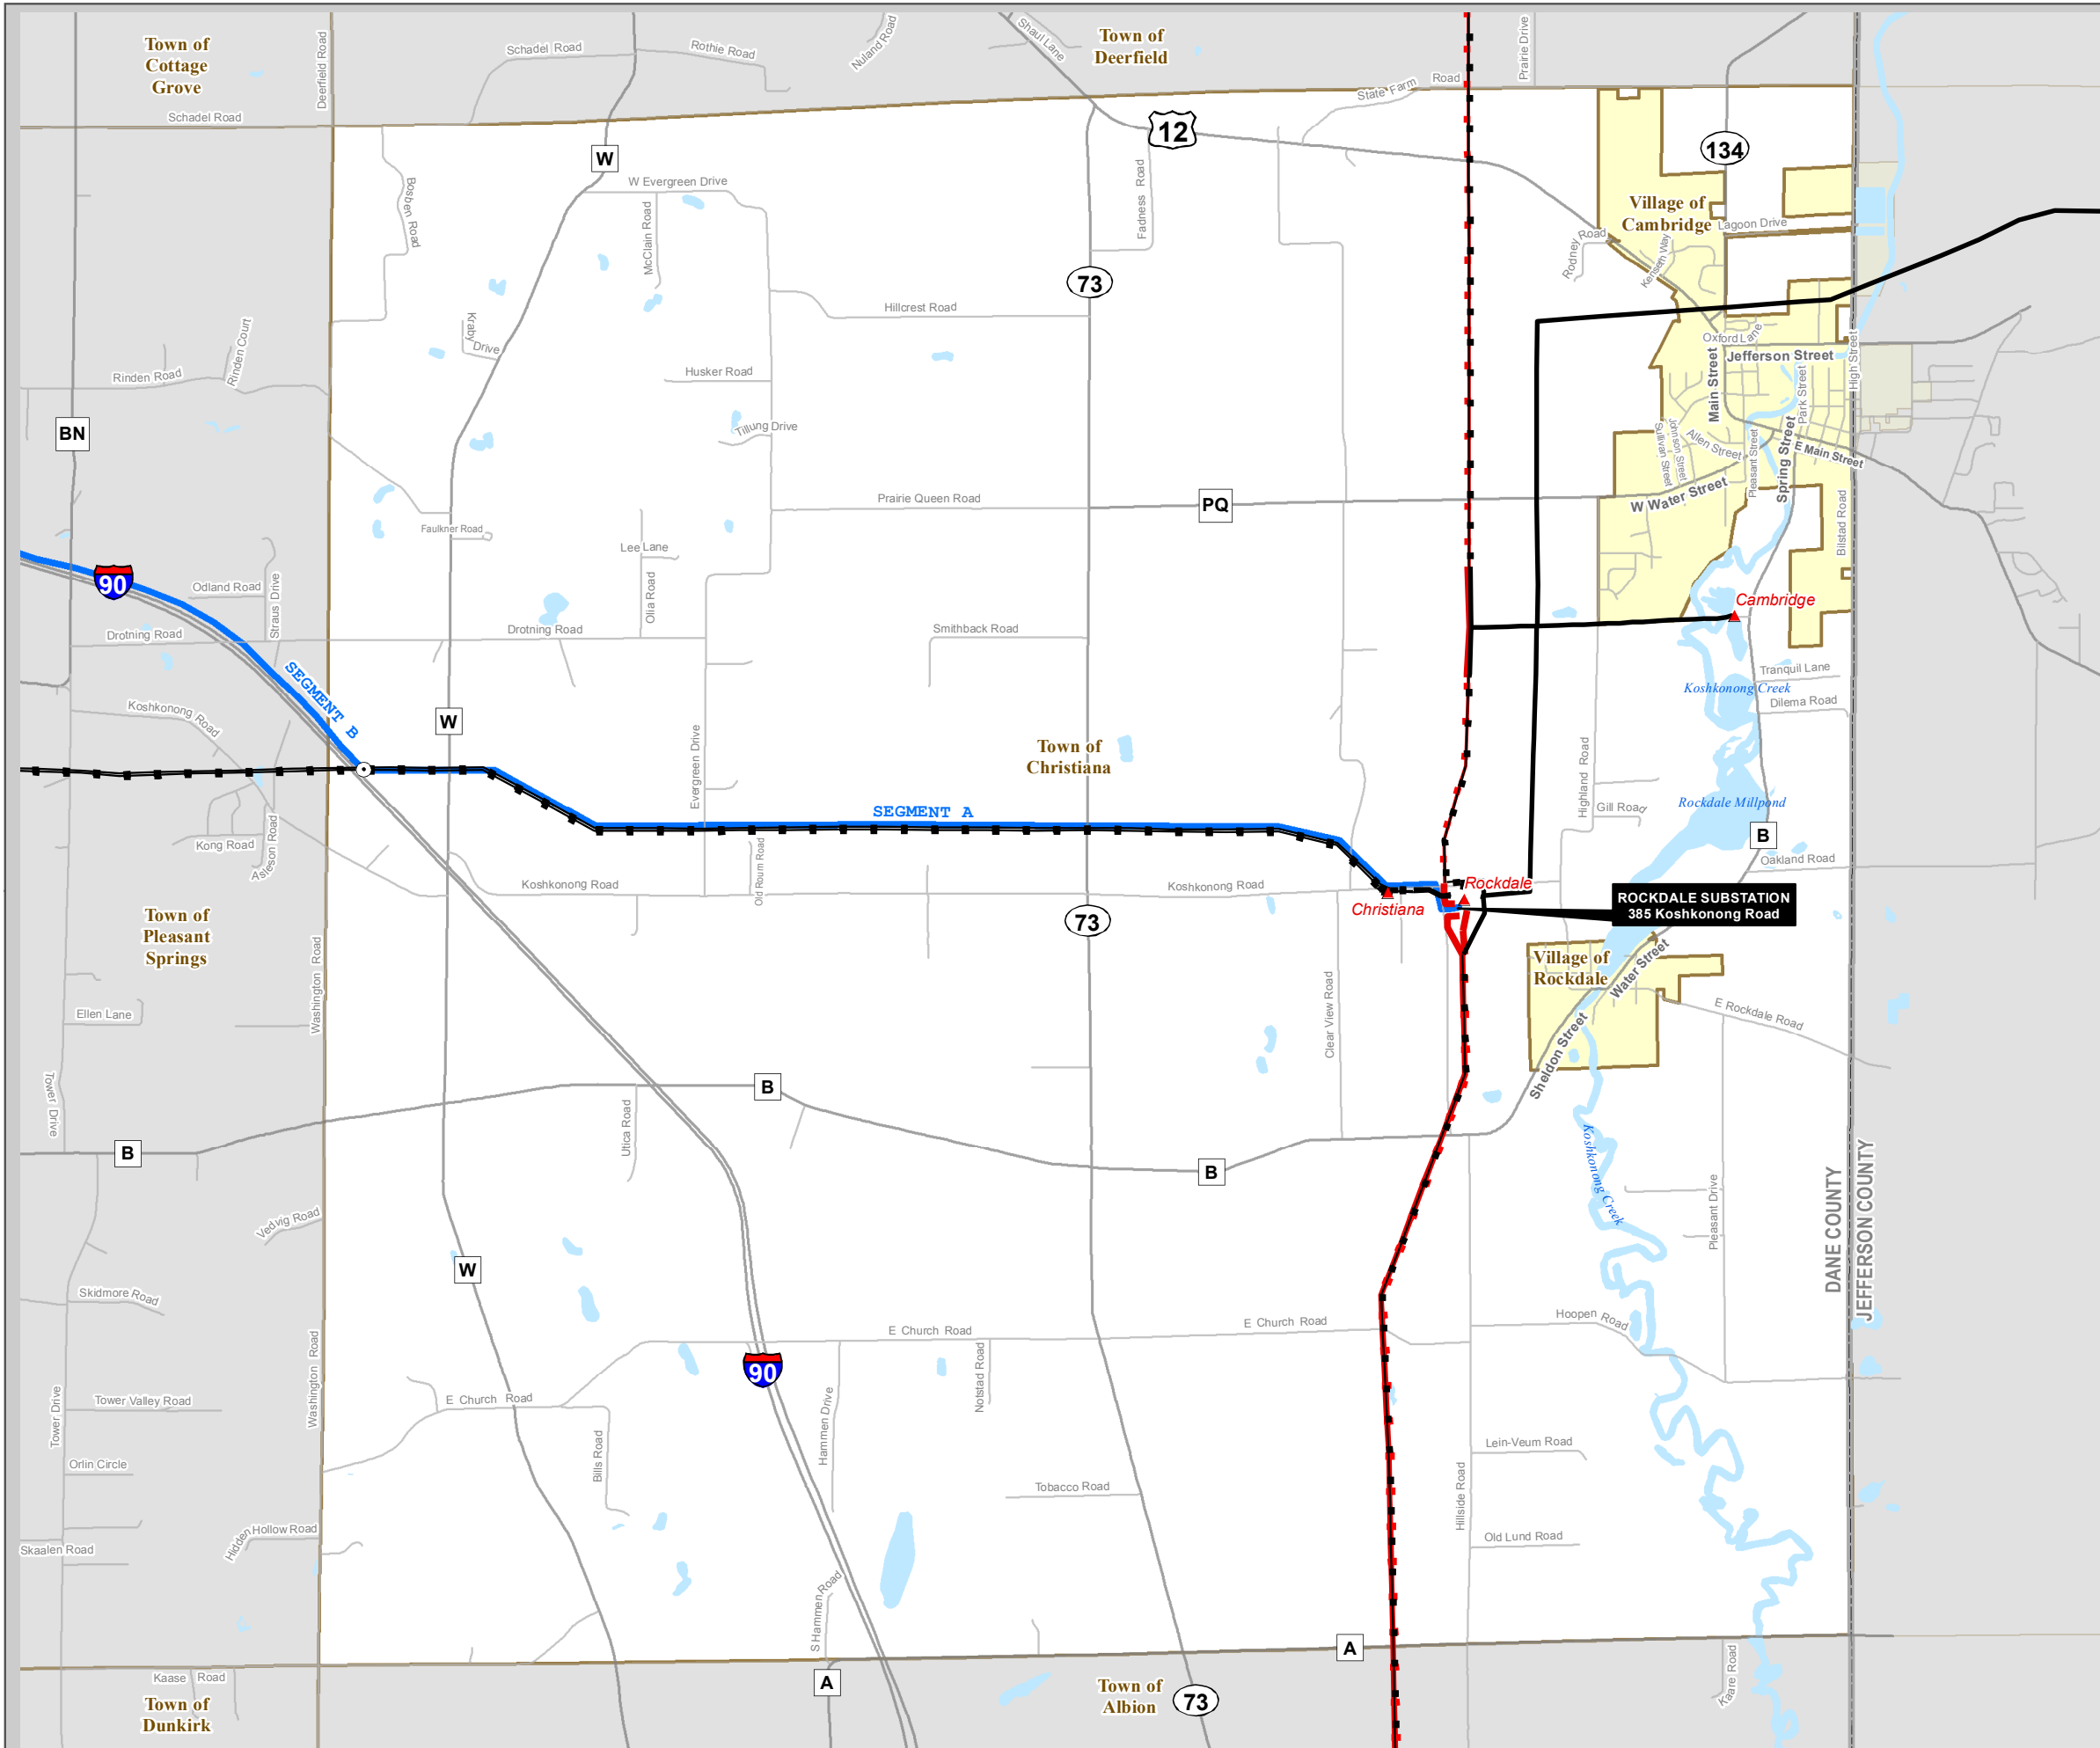 Town of
Cottage
Grove
Deerfield Road
Schadel Road
Rothie Road
Nuland Road
Shaul Lane
Town of
Deerfield
Prairie Drive
State Farm
Road
Schadel Road
12
134
W
W Evergreen Drive
Bosben Road
McClain Road
Fadness Road
73
Village of
Cambridge
Lagoon Drive
Rodney Road
Kensen Way
Hillcrest Road
Kraby Drive
Rinden Court
Rinden Road
Husker Road
Oxford Lane
Jefferson Street
Main Street
Park Street
High Street
BN
Tillung Drive
Sullivan Street
Johnson Street
Allen Street
Pleasant Street
Spring Street
E Main Street
W Water Street
Prairie Queen Road
PQ
Faulkner Road
Lee Lane
Olia Road
Bilstad Road
90
Odland Road
Straus Drive
Drotning Road
Drotning Road
Smithback Road
Cambridge
Tranquil Lane
Koshkonong Creek
Dilema Road
SEGMENT B
Koshkonong Road
W
Evergreen Drive
Town of
Christiana
Highland Road
Rockdale Millpond
Gill Road
SEGMENT A
B
Oakland Road
Kong Road
Asleson Road
Old Roum Road
Koshkonong Road
Koshkonong Road
Rockdale
Christiana
ROCKDALE SUBSTATION
385 Koshkonong Road
73
Town of
Pleasant
Springs
Washington Road
Village of
Rockdale
Water Street
Ellen Lane
Clear View Road
E Rockdale Road
Sheldon Street
Tower Drive
B
Utica Road
B
B
Koshkonong Creek
Pleasant Drive
DANE COUNTY
JEFFERSON COUNTY
Vedvig Road
W
Skidmore Road
Washington Road
E Church Road
E Church Road
Hoopen Road
90
Notstad Road
Tower Drive
Tower Valley Road
E Church Road
Hammen Drive
Bills Road
Orlin Circle
Lein-Veum Road
Tobacco Road
Hillside Road
Hidden Hollow Road
Skaalen Road
Old Lund Road
S Hammen Road
A
Kaase Road
A
Kaare Road
Town of
Dunkirk
Town of
Albion
73